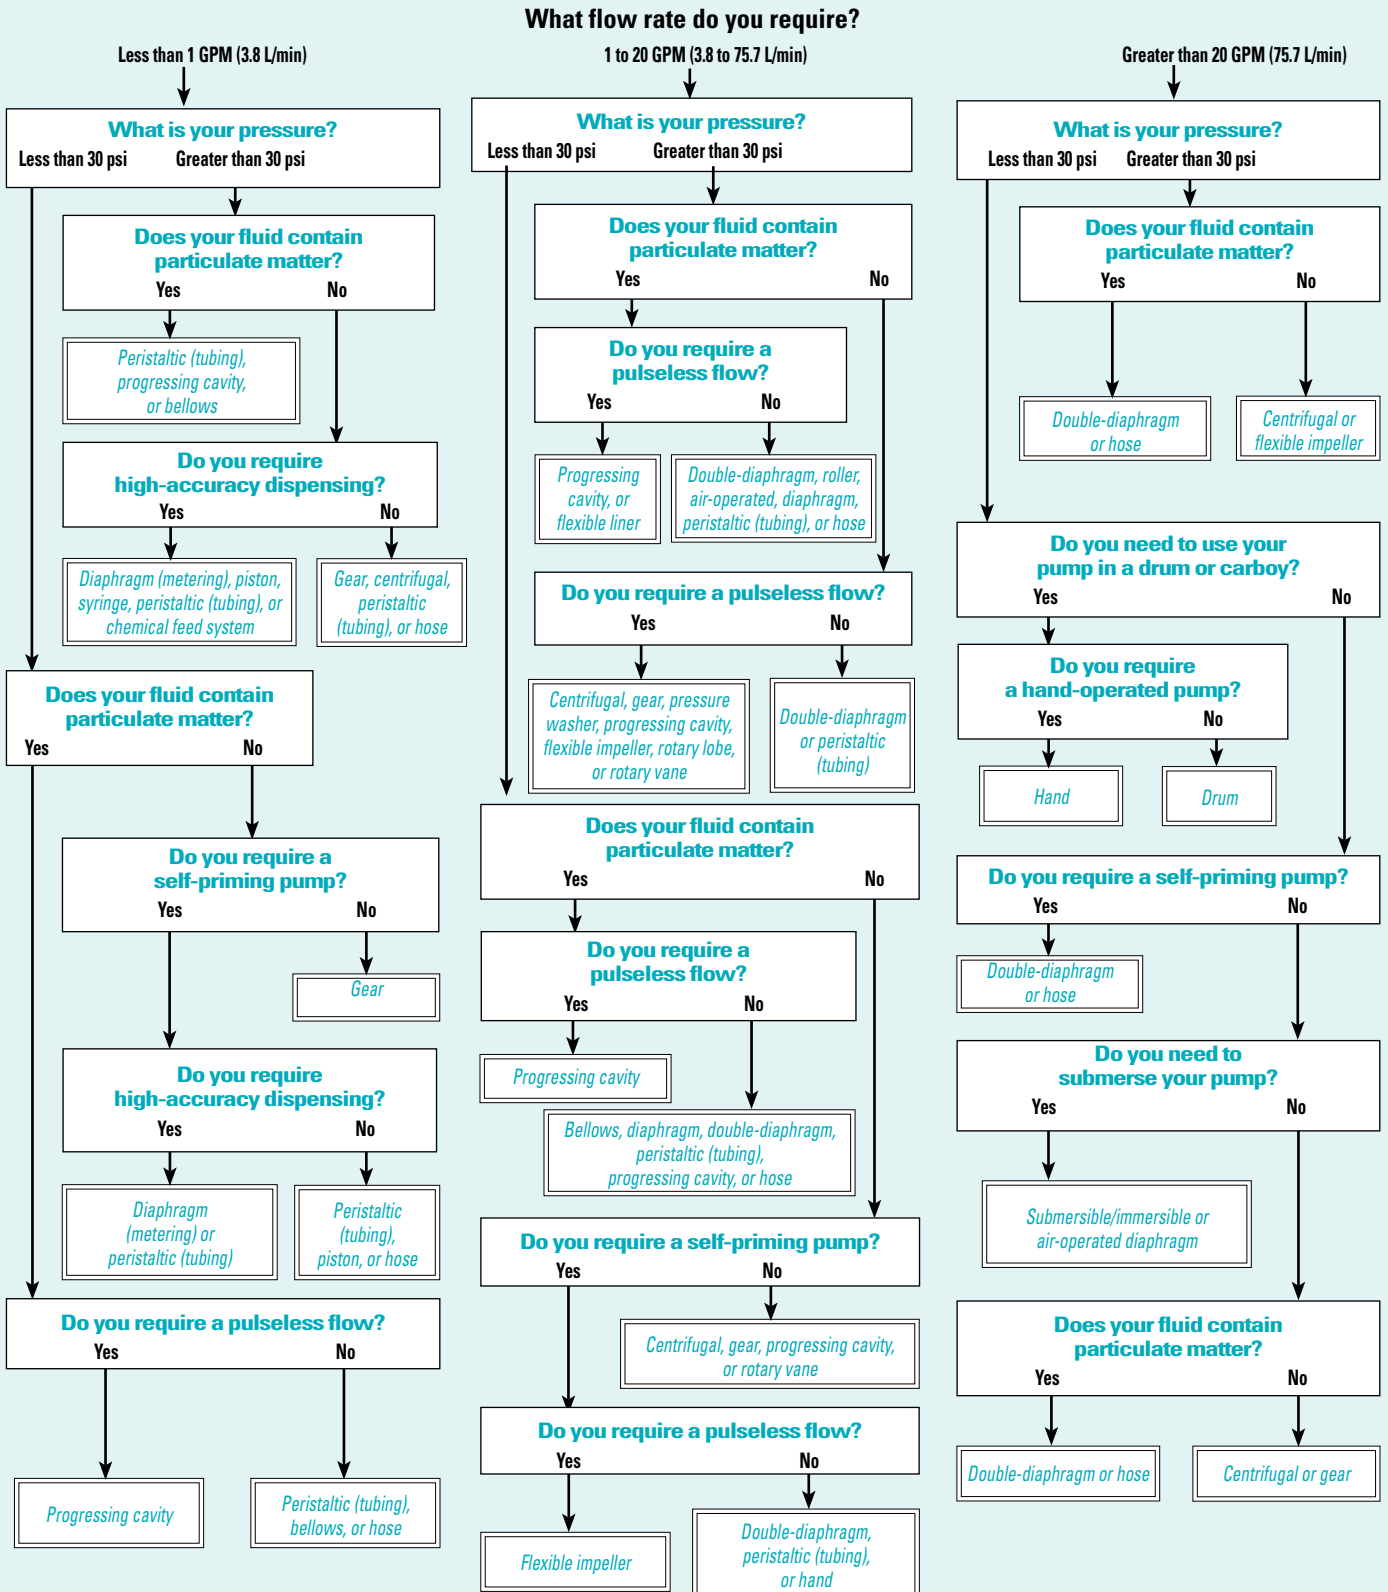 What flow rate do you require?
Less than 1 GPM (3.8 L/min)
What is your pressure?
Less than 30 psi Greater than 30 psi
Does your fluid contain
particulate matter?
Yes No
Peristaltic (tubing),
progressing cavity,
or bellows
Do you require
high-accuracy dispensing?
Yes No
Diaphragm (metering), piston,
syringe, peristaltic (tubing), or
chemical feed system
Gear, centrifugal,
peristaltic
(tubing), or hose
Does your fluid contain
particulate matter?
Yes No
Do you require a
self-priming pump?
Yes No
Gear
Do you require
high-accuracy dispensing?
Yes No
Diaphragm
(metering) or
peristaltic (tubing)
Peristaltic
(tubing),
piston, or hose
Do you require a pulseless flow?
Yes No
Progressing cavity
Peristaltic (tubing),
bellows, or hose
1 to 20 GPM (3.8 to 75.7 L/min)
What is your pressure?
Less than 30 psi Greater than 30 psi
Does your fluid contain
particulate matter?
Yes No
Do you require a
pulseless flow?
Yes No
Progressing
cavity, or
flexible liner
Double-diaphragm, roller,
air-operated, diaphragm,
peristaltic (tubing), or hose
Do you require a pulseless flow?
Yes No
Centrifugal, gear, pressure
washer, progressing cavity,
flexible impeller, rotary lobe,
or rotary vane
Double-diaphragm
or peristaltic
(tubing)
Does your fluid contain
particulate matter?
Yes No
Do you require a
pulseless flow?
Yes No
Progressing cavity
Bellows, diaphragm, double-diaphragm,
peristaltic (tubing),
progressing cavity, or hose
Do you require a self-priming pump?
Yes No
Centrifugal, gear, progressing cavity,
or rotary vane
Do you require a pulseless flow?
Yes No
Flexible impeller
Double-diaphragm,
peristaltic (tubing),
or hand
Greater than 20 GPM (75.7 L/min)
What is your pressure?
Less than 30 psi Greater than 30 psi
Does your fluid contain
particulate matter?
Yes No
Double-diaphragm
or hose
Centrifugal or
flexible impeller
Do you need to use your
pump in a drum or carboy?
Yes No
Do you require
a hand-operated pump?
Yes No
Hand
Drum
Do you require a self-priming pump?
Yes No
Double-diaphragm
or hose
Do you need to
submerse your pump?
Yes No
Submersible/immersible or
air-operated diaphragm
Does your fluid contain
particulate matter?
Yes No
Double-diaphragm or hose
Centrifugal or gear